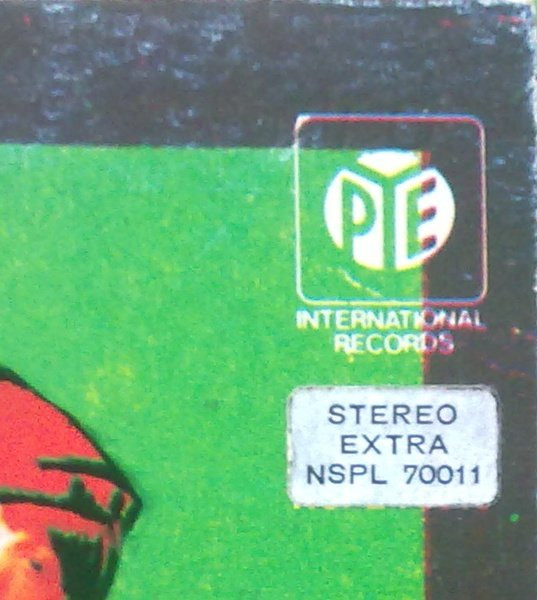 PYE
INTERNATIONAL
RECORDS
STEREO
EXTRA
NSPL 70011